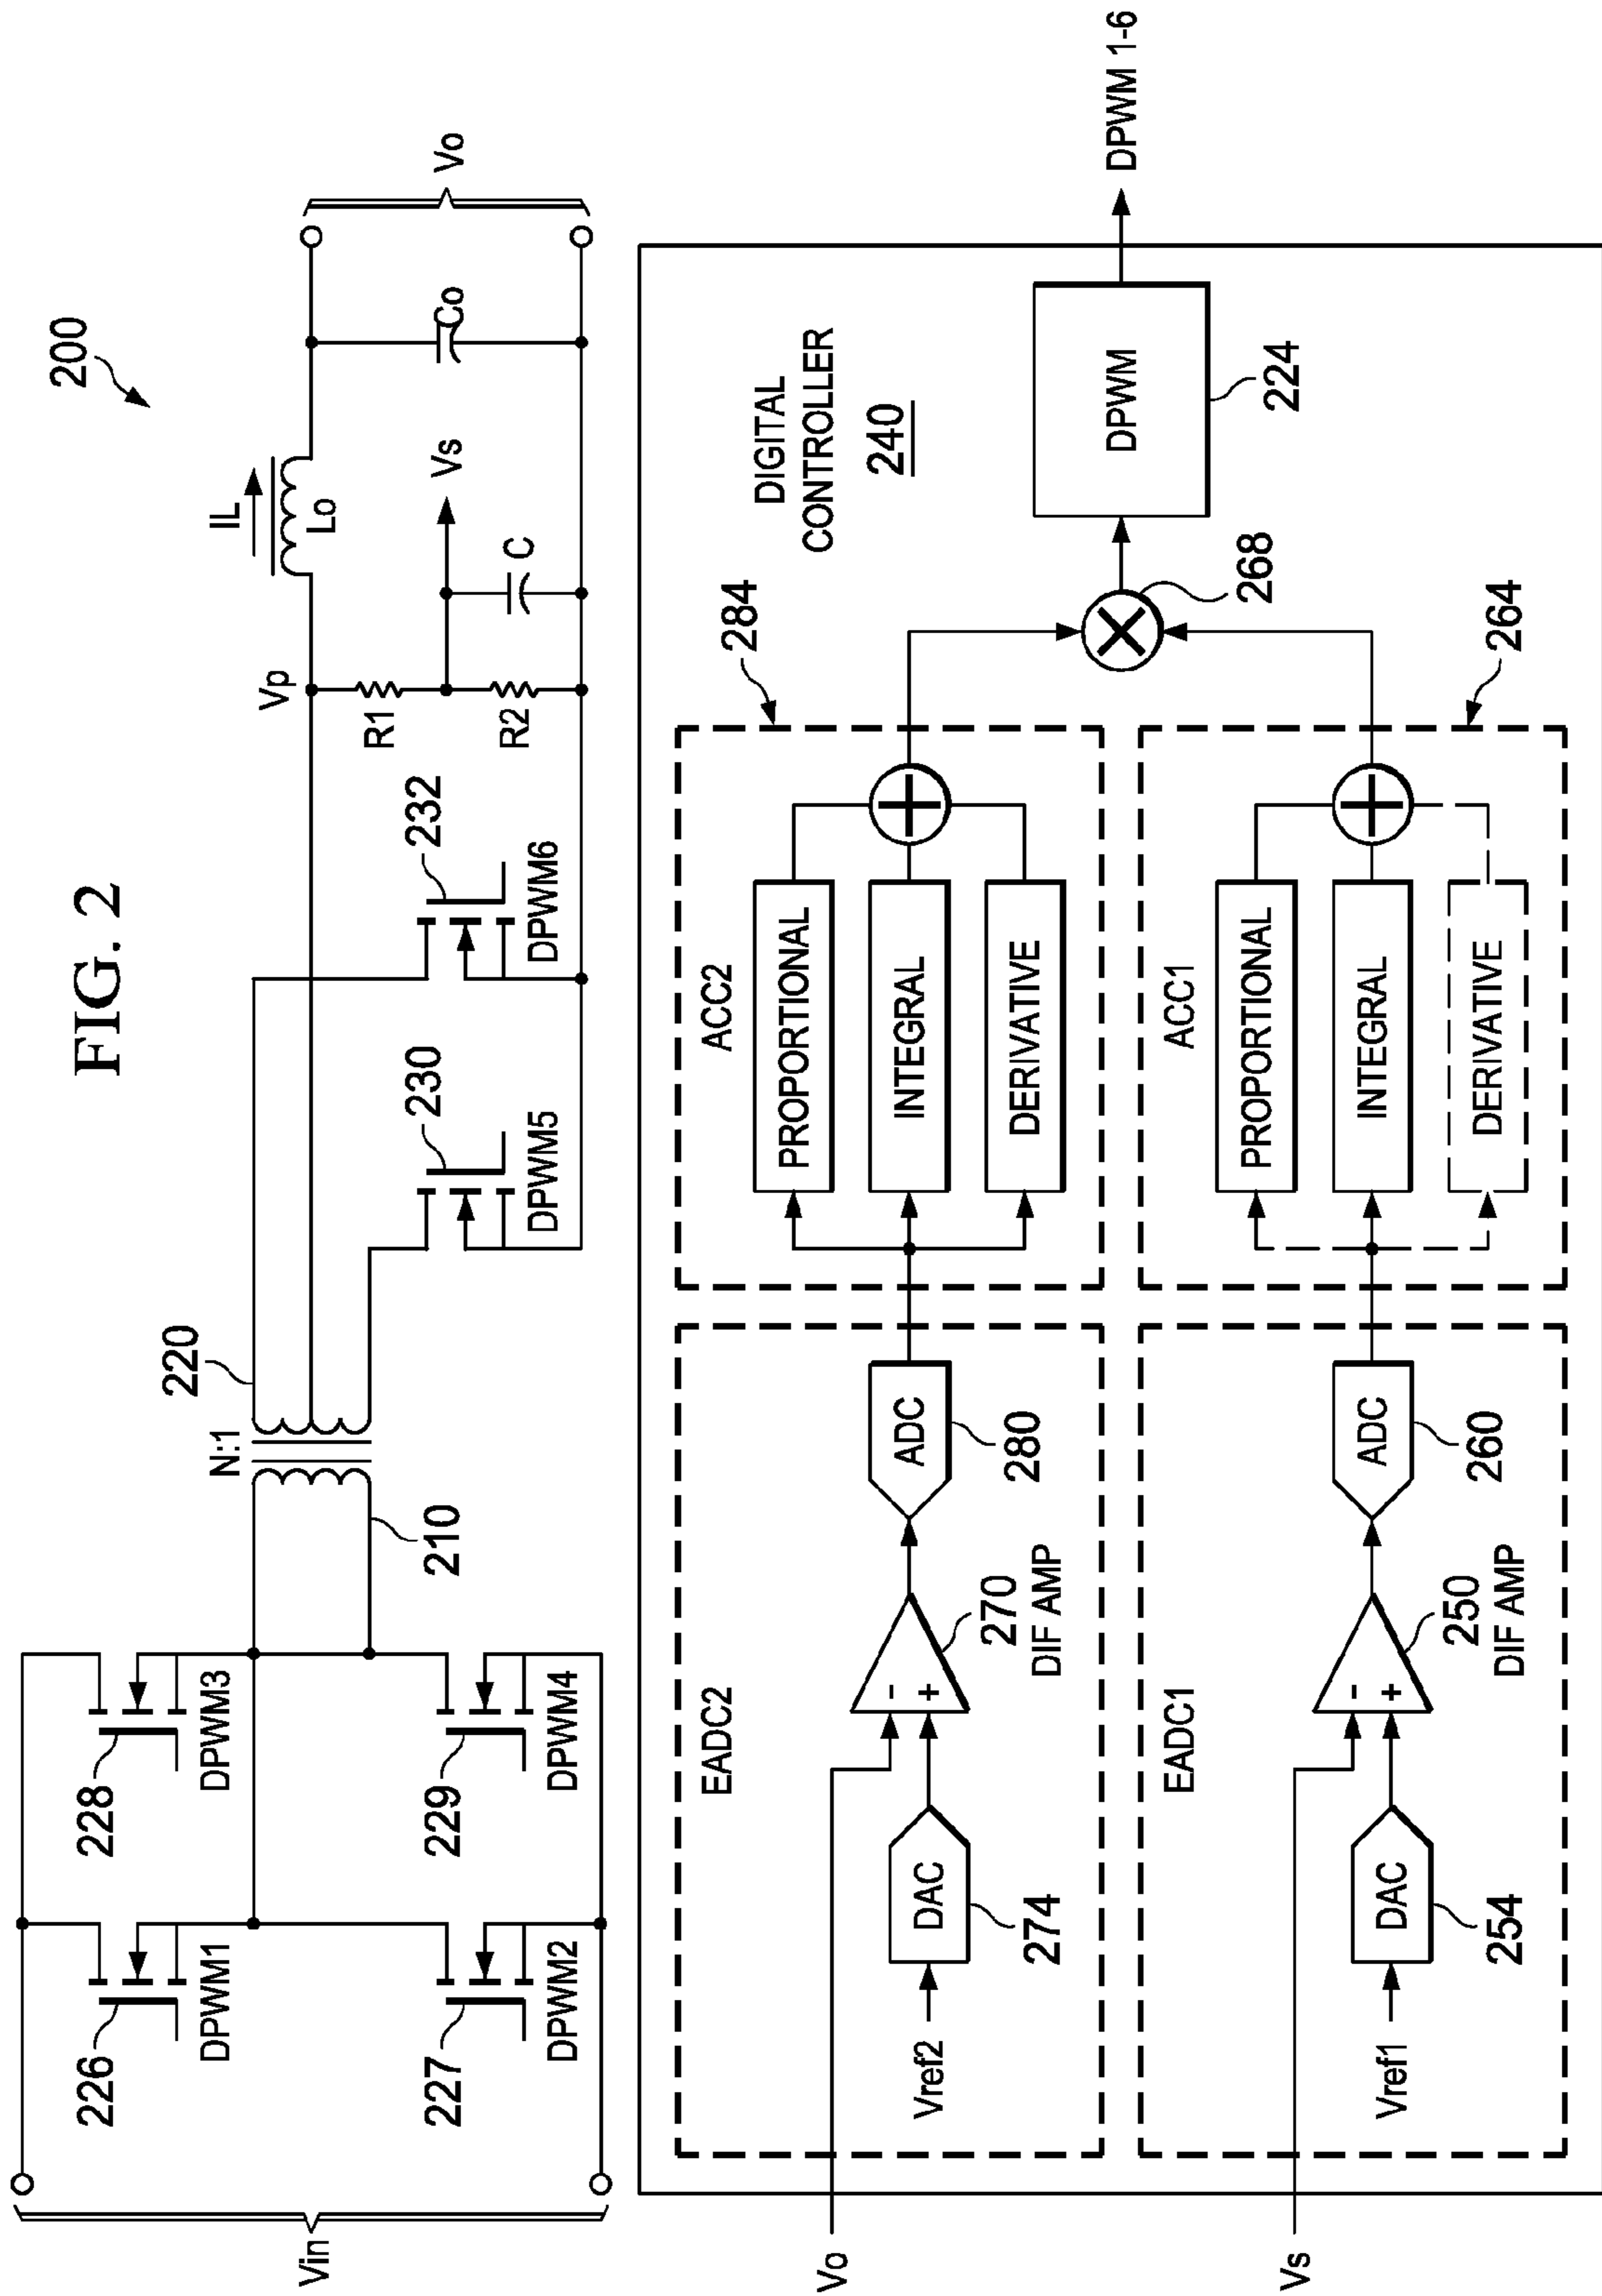 FIG. 2
200
Vin
226
DPWM1
228
DPWM3
227
DPWM2
229
DPWM4
N:1
210
220
230
DPWM5
232
DPWM6
Vp
R1
R2
IL
Lo
Vs
C
Co
Vo
DIGITAL
CONTROLLER
240
Vo
EADC2
Vref2
DAC
274
-
+
270
DIF AMP
ADC
280
ACC2
284
PROPORTIONAL
INTEGRAL
DERIVATIVE
Vs
EADC1
Vref1
DAC
254
-
+
250
DIF AMP
ADC
260
ACC1
264
PROPORTIONAL
INTEGRAL
DERIVATIVE
268
DPWM
224
DPWM 1-6